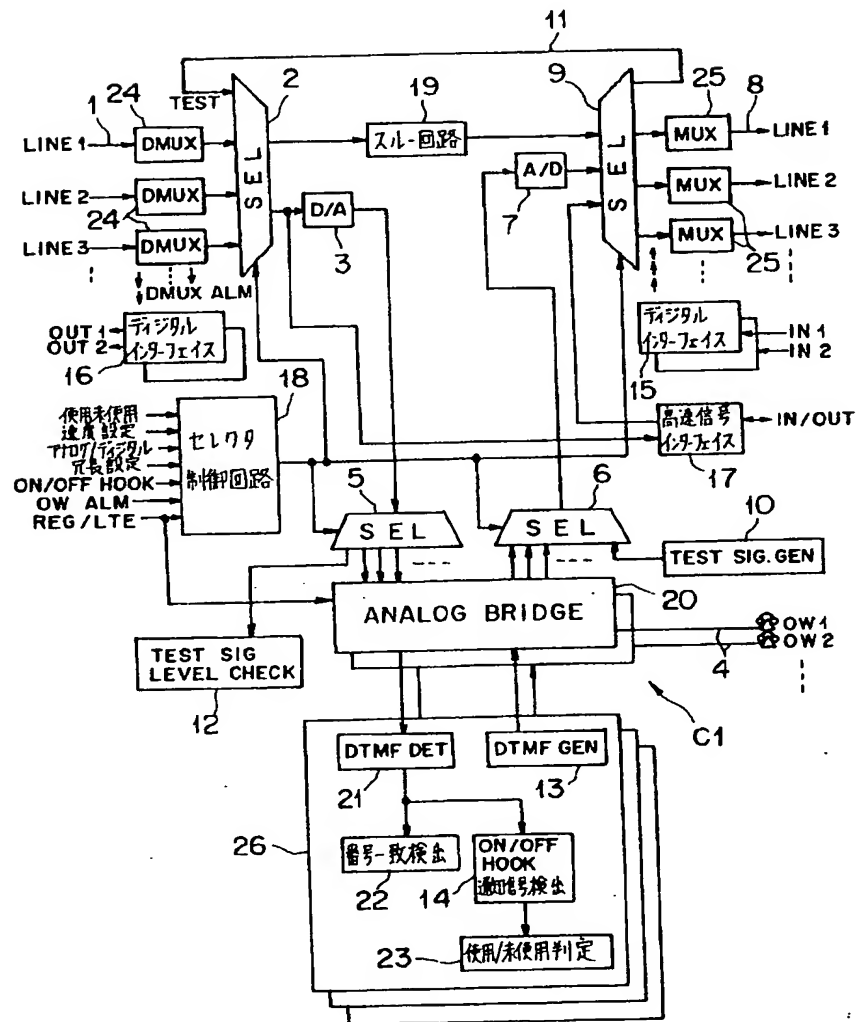 11
2
9
24
19
25
8
1
TEST
LINE 1
DMUX
SEL
スルー回路
SEL
MUX
LINE 1
A/D
LINE 2
DMUX
D/A
7
MUX
LINE 2
24
3
LINE 3
DMUX
MUX
LINE 3
25
DMUX ALM
OUT 1
OUT 2
ディジタル
インターフェイス
16
ディジタル
インターフェイス
15
IN 1
IN 2
18
使用未使用
速度設定
アナログ/ディジタル
冗長設定
ON/OFF HOOK
OW ALM
REG/LTE
セレクタ
制御回路
高速信号
インターフェイス
17
IN/OUT
5
6
SEL
SEL
10
TEST SIG. GEN
ANALOG BRIDGE
20
OW 1
OW 2
4
TEST SIG
LEVEL CHECK
12
C1
DTMF DET
21
DTMF GEN
13
26
番号一致検出
22
ON/OFF
HOOK
通知信号検出
14
使用/未使用判定
23